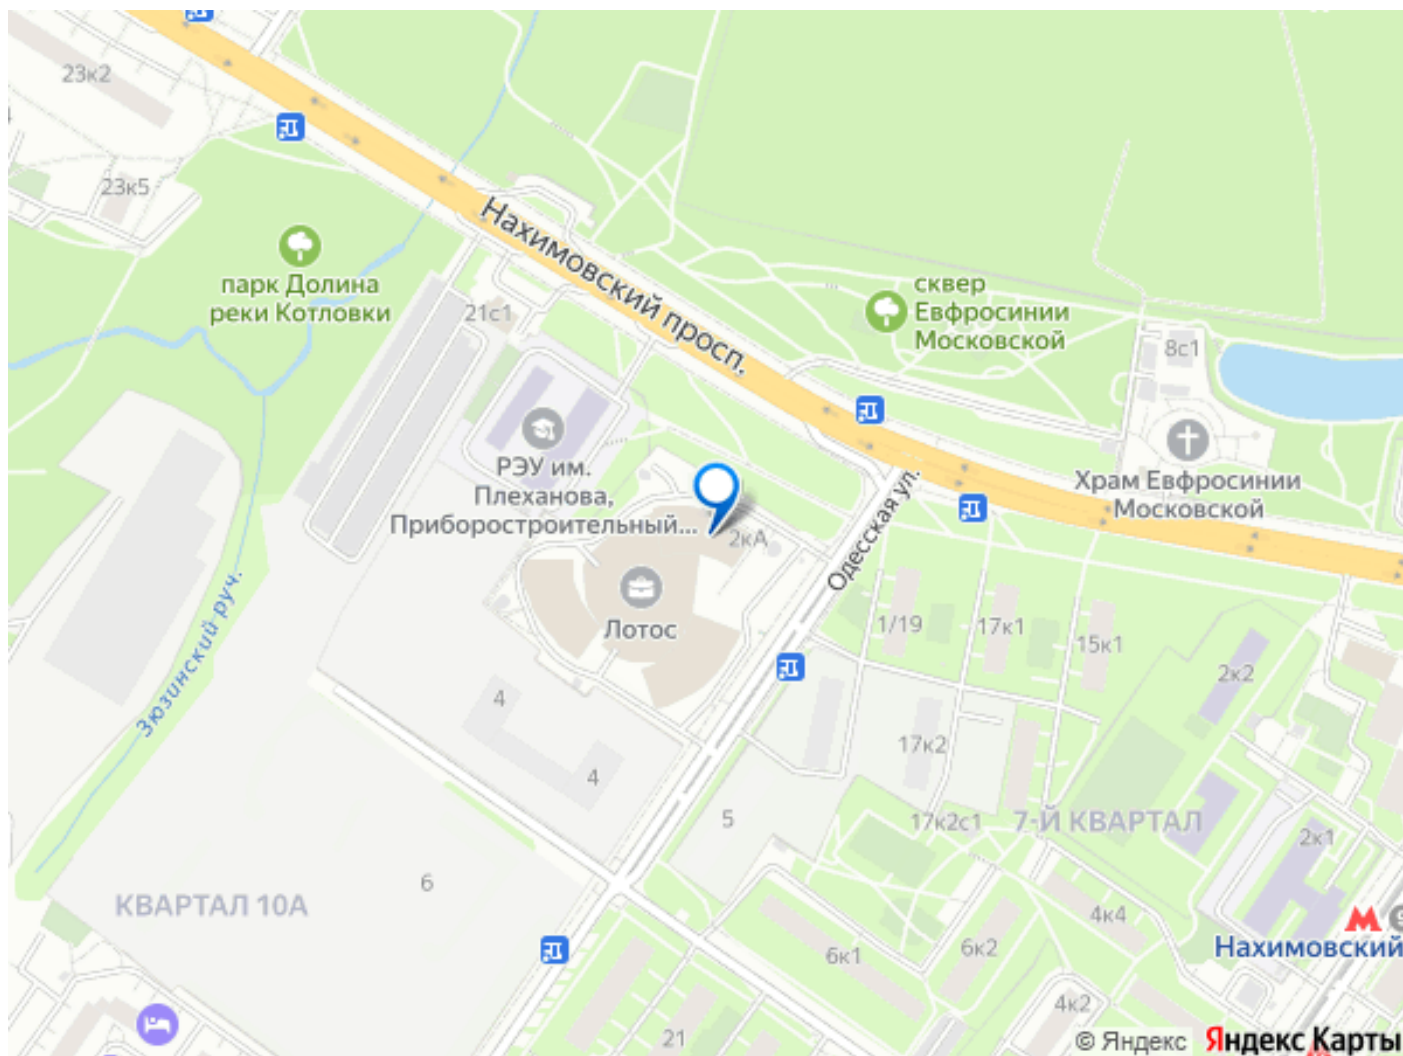 23к2
23к5
парк Долина
реки Котловки
21с1
Нахимовский просп.
сквер
Евфросинии
Московской
8с1
РЭУ им.
Плеханова,
Приборостроительный...
Храм Евфросинии
Московской
2кА
Одесская ул.
Лотос
Зюзинский руч.
1/19
17к1
15к1
2к2
4
4
17к2
5
17к2с1
7-Й КВАРТАЛ
2к1
6
КВАРТАЛ 10А
4к4
6к1
6к2
Нахимовский
4к2
21
© Яндекс Яндекс Карты